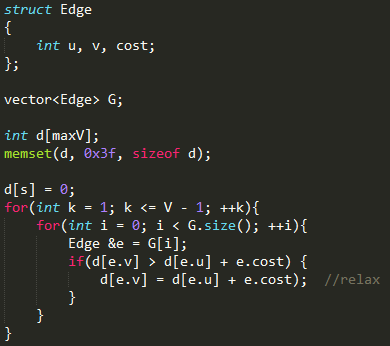 struct Edge
{
    int u, v, cost;
};

vector<Edge> G;

int d[maxV];
memset(d, 0x3f, sizeof d);

d[s] = 0;
for(int k = 1; k <= V - 1; ++k){
    for(int i = 0; i < G.size(); ++i){
        Edge &e = G[i];
        if(d[e.v] > d[e.u] + e.cost) {
            d[e.v] = d[e.u] + e.cost);  //relax
        }
    }
}